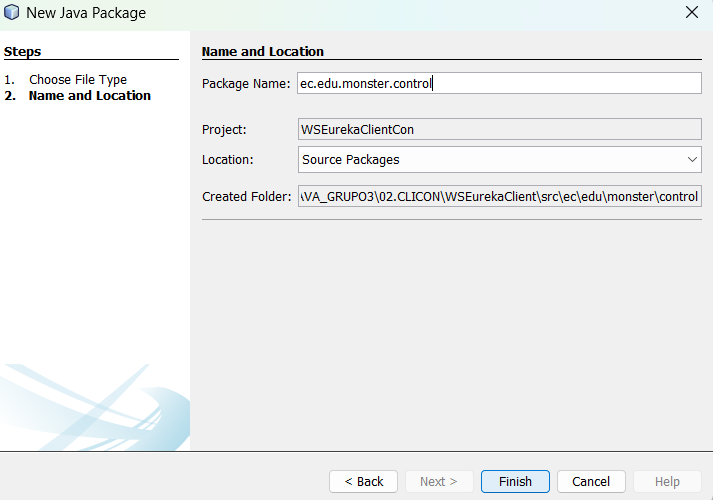 New Java Package
Steps
1. Choose File Type
2. Name and Location
Name and Location
Package Name: ec.edu.monster.control
Project: WSEurekaClientCon
Location: Source Packages
Created Folder: VA_GRUPO3\02.CLICON\WSEurekaClient\src\ec\edu\monster\control
< Back Next > Finish Cancel Help